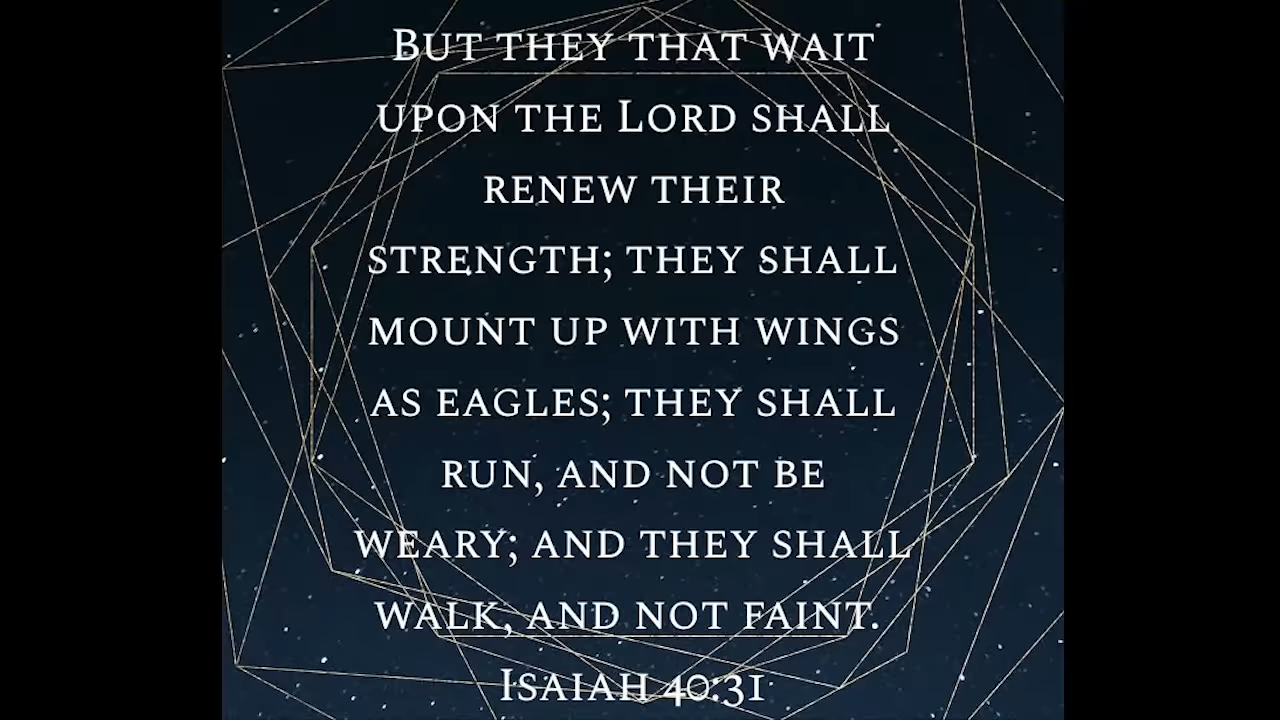 But they that wait
upon the Lord shall
renew their
strength; they shall
mount up with wings
as eagles; they shall
run, and not be
weary; and they shall
walk, and not faint.
Isaiah 40:31